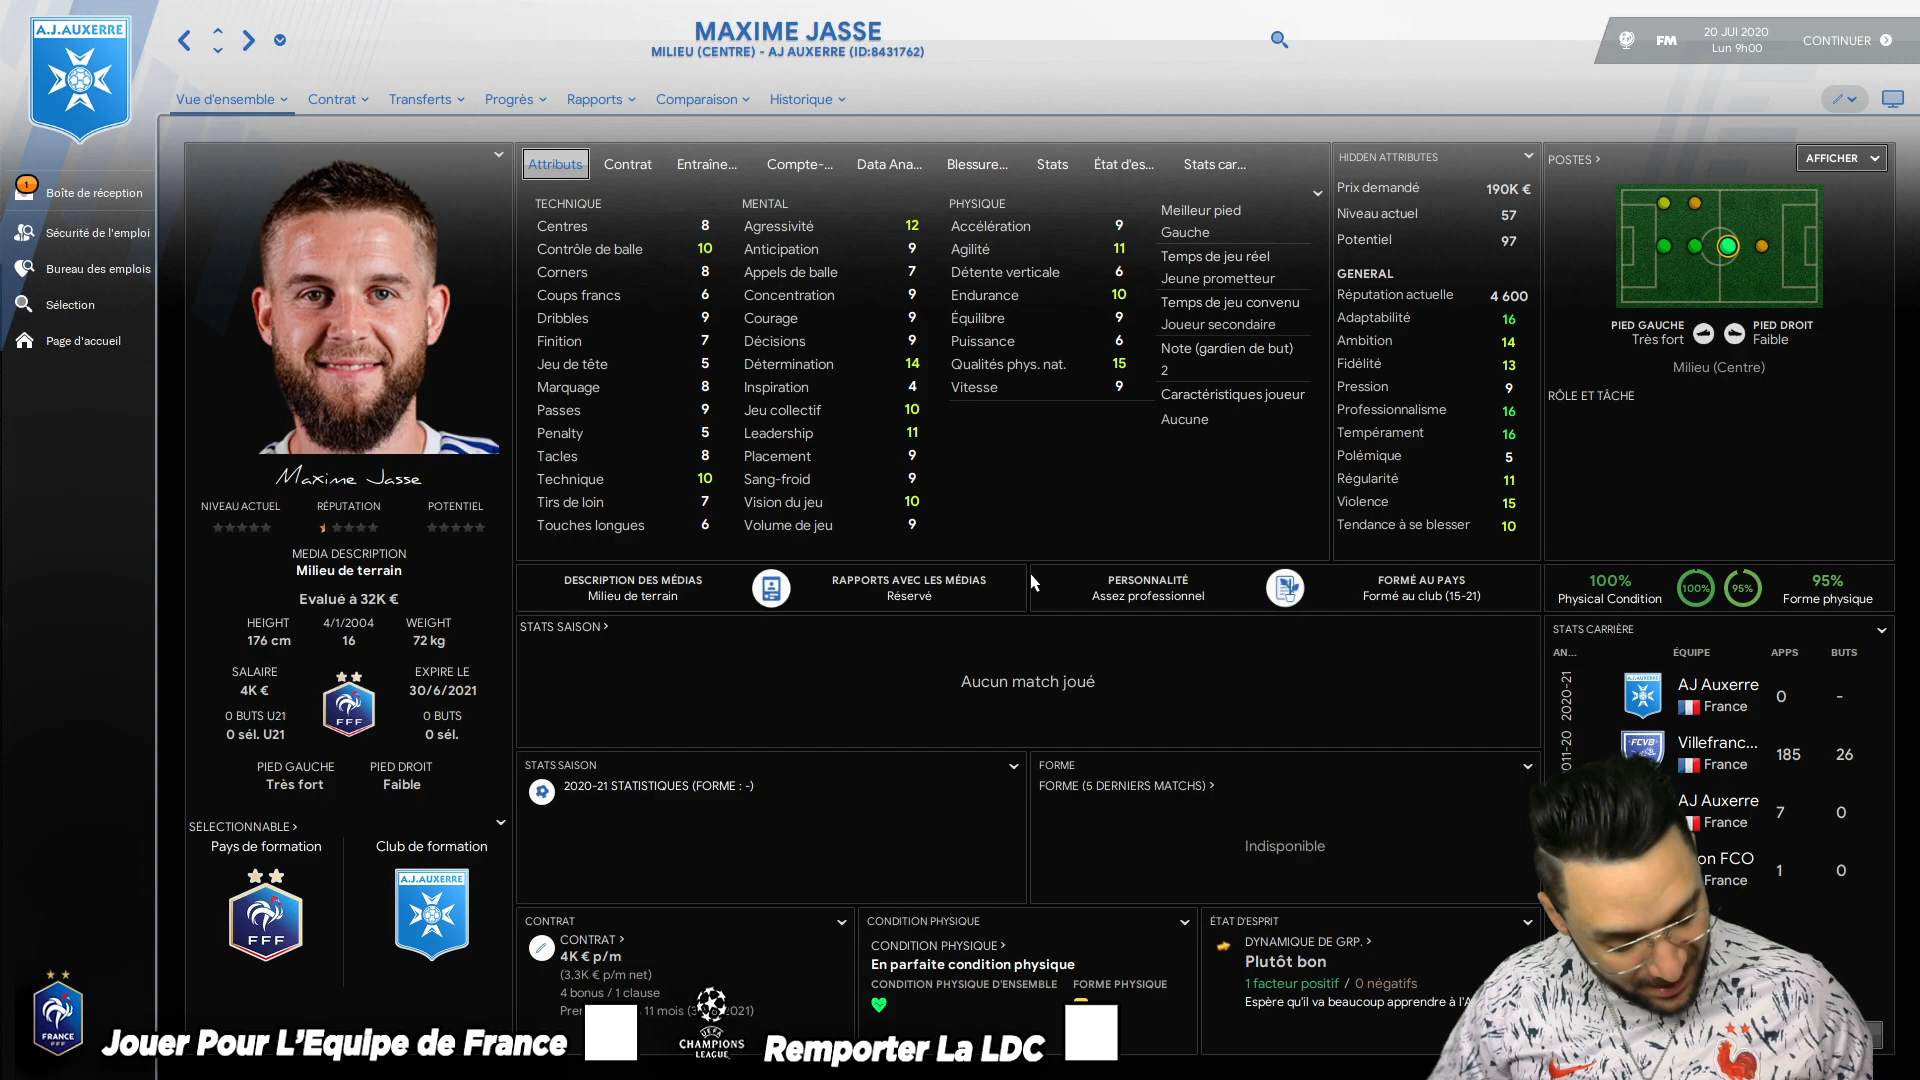 A.J.AUXERRE
MAXIME JASSE
MILIEU (CENTRE) - AJ AUXERRE (ID:8431762)
FM
20 JUI 2020
Lun 9h00
CONTINUER
Vue d'ensemble
Contrat
Transferts
Progrès
Rapports
Comparaison
Historique
1
Boîte de réception
Sécurité de l'emploi
Bureau des emplois
Sélection
Page d'accueil
Maxime Jasse
NIVEAU ACTUEL
RÉPUTATION
POTENTIEL
MEDIA DESCRIPTION
Milieu de terrain
Evalué à 32K €
HEIGHT
4/1/2004
WEIGHT
176 cm
16
72 kg
SALAIRE
EXPIRE LE
4K €
30/6/2021
0 BUTS U21
0 BUTS
0 sél. U21
0 sél.
FFF
PIED GAUCHE
PIED DROIT
Très fort
Faible
SÉLECTIONNABLE >
Pays de formation
Club de formation
FFF
A.J.AUXERRE
Attributs
Contrat
Entraîne...
Compte-...
Data Ana...
Blessure...
Stats
État d'es...
Stats car...
TECHNIQUE
Centres 8
Contrôle de balle 10
Corners 8
Coups francs 6
Dribbles 9
Finition 7
Jeu de tête 5
Marquage 8
Passes 9
Penalty 5
Tacles 8
Technique 10
Tirs de loin 7
Touches longues 6
MENTAL
Agressivité 12
Anticipation 9
Appels de balle 7
Concentration 9
Courage 9
Décisions 9
Détermination 14
Inspiration 4
Jeu collectif 10
Leadership 11
Placement 9
Sang-froid 9
Vision du jeu 10
Volume de jeu 9
PHYSIQUE
Accélération 9
Agilité 11
Détente verticale 6
Endurance 10
Équilibre 9
Puissance 6
Qualités phys. nat. 15
Vitesse 9
Meilleur pied
Gauche
Temps de jeu réel
Jeune prometteur
Temps de jeu convenu
Joueur secondaire
Note (gardien de but)
2
Caractéristiques joueur
Aucune
HIDDEN ATTRIBUTES
Prix demandé 190K €
Niveau actuel 57
Potentiel 97
GENERAL
Réputation actuelle 4 600
Adaptabilité 16
Ambition 14
Fidélité 13
Pression 9
Professionnalisme 16
Tempérament 16
Polémique 5
Régularité 11
Violence 15
Tendance à se blesser 10
POSTES >
AFFICHER
PIED GAUCHE
Très fort
PIED DROIT
Faible
Milieu (Centre)
RÔLE ET TÂCHE
DESCRIPTION DES MÉDIAS
Milieu de terrain
RAPPORTS AVEC LES MÉDIAS
Réservé
PERSONNALITÉ
Assez professionnel
FORMÉ AU PAYS
Formé au club (15-21)
100%
Physical Condition
100%
95%
95%
Forme physique
STATS SAISON >
Aucun match joué
STATS SAISON
2020-21 STATISTIQUES (FORME : -)
FORME
FORME (5 DERNIERS MATCHS) >
Indisponible
STATS CARRIÈRE
AN...
ÉQUIPE
APPS
BUTS
2020-21
A.J.AUXERRE
AJ Auxerre 0 -
France
FCVB
Villefranc... 185 26
France
AJ Auxerre 7 0
France
on FCO 1 0
France
CONTRAT
CONTRAT >
4K € p/m
(3,3K € p/m net)
4 bonus / 1 clause
CONDITION PHYSIQUE
CONDITION PHYSIQUE >
En parfaite condition physique
CONDITION PHYSIQUE D'ENSEMBLE
FORME PHYSIQUE
ÉTAT D'ESPRIT
DYNAMIQUE DE GRP. >
Plutôt bon
1 facteur positif / 0 négatifs
Espère qu'il va beaucoup apprendre à l'A
FRANCE
FFF
Jouer Pour L'Equipe de France
UEFA
CHAMPIONS
LEAGUE
Remporter La LDC